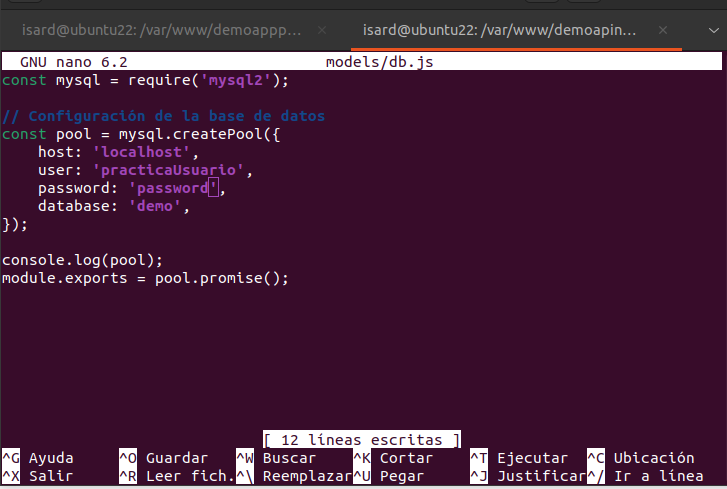 isard@ubuntu22: /var/www/demoappp... × isard@ubuntu22: /var/www/demoapin... ×
GNU nano 6.2 models/db.js
const mysql = require('mysql2');
// Configuración de la base de datos
const pool = mysql.createPool({
    host: 'localhost',
    user: 'practicaUsuario',
    password: 'password',
    database: 'demo',
});
console.log(pool);
module.exports = pool.promise();
[ 12 líneas escritas ]
^G Ayuda ^O Guardar ^W Buscar ^K Cortar ^T Ejecutar ^C Ubicación
^X Salir ^R Leer fich. ^\ Reemplazar ^U Pegar ^J Justificar ^/ Ir a línea